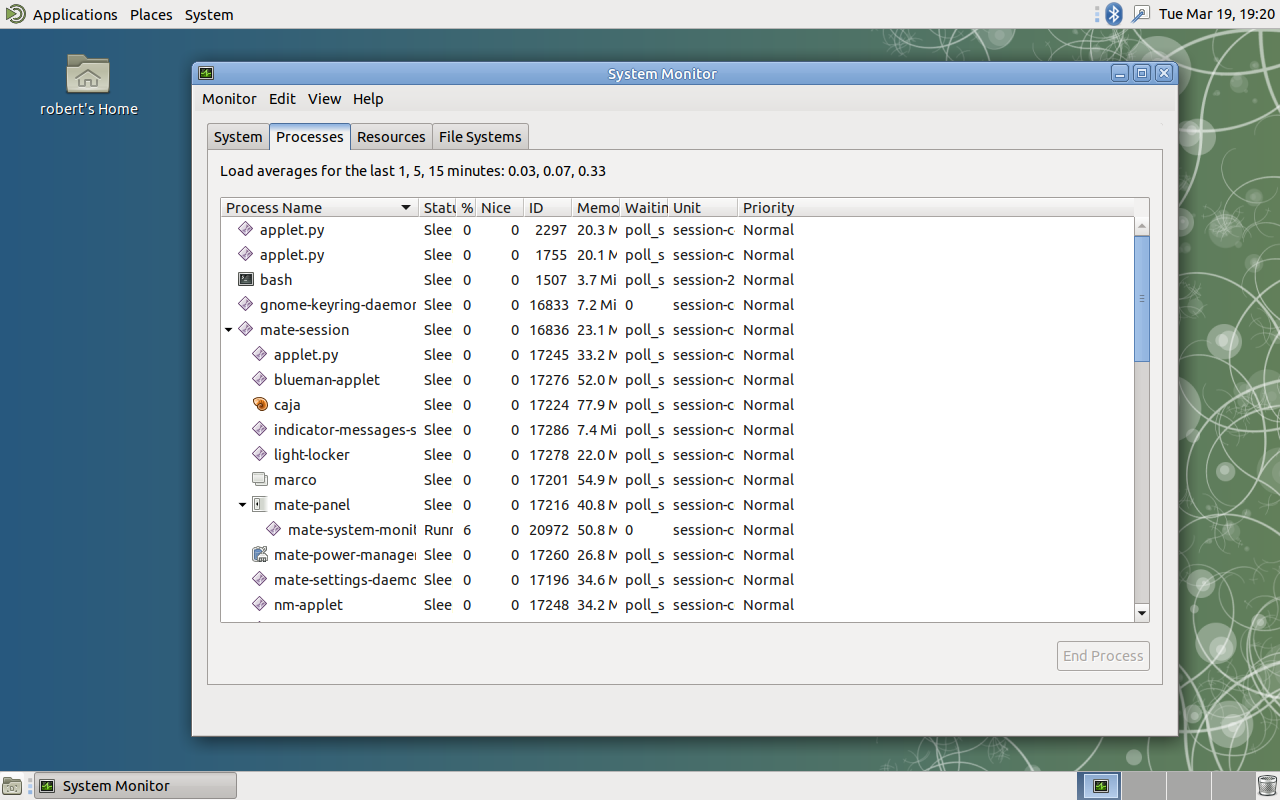 Applications Places System Tue Mar 19, 19:20
robert's Home
System Monitor
Monitor Edit View Help
System Processes Resources File Systems
Load averages for the last 1, 5, 15 minutes: 0.03, 0.07, 0.33
Process Name Statu % Nice ID Memo Waitin Unit Priority
applet.py Slee 0 0 2297 20.3 M poll_s session-c Normal
applet.py Slee 0 0 1755 20.1 M poll_s session-c Normal
bash Slee 0 0 1507 3.7 Mi poll_s session-2 Normal
gnome-keyring-daemon Slee 0 0 16833 7.2 Mi 0 session-c Normal
mate-session Slee 0 0 16836 23.1 M poll_s session-c Normal
applet.py Slee 0 0 17245 33.2 M poll_s session-c Normal
blueman-applet Slee 0 0 17276 52.0 M poll_s session-c Normal
caja Slee 0 0 17224 77.9 M poll_s session-c Normal
indicator-messages-s Slee 0 0 17286 7.4 Mi poll_s session-c Normal
light-locker Slee 0 0 17278 22.0 M poll_s session-c Normal
marco Slee 0 0 17201 54.9 M poll_s session-c Normal
mate-panel Slee 0 0 17216 40.8 M poll_s session-c Normal
mate-system-monit Runn 6 0 20972 50.8 M 0 session-c Normal
mate-power-manager Slee 0 0 17260 26.8 M poll_s session-c Normal
mate-settings-daemo Slee 0 0 17196 34.6 M poll_s session-c Normal
nm-applet Slee 0 0 17248 34.2 M poll_s session-c Normal
End Process
System Monitor